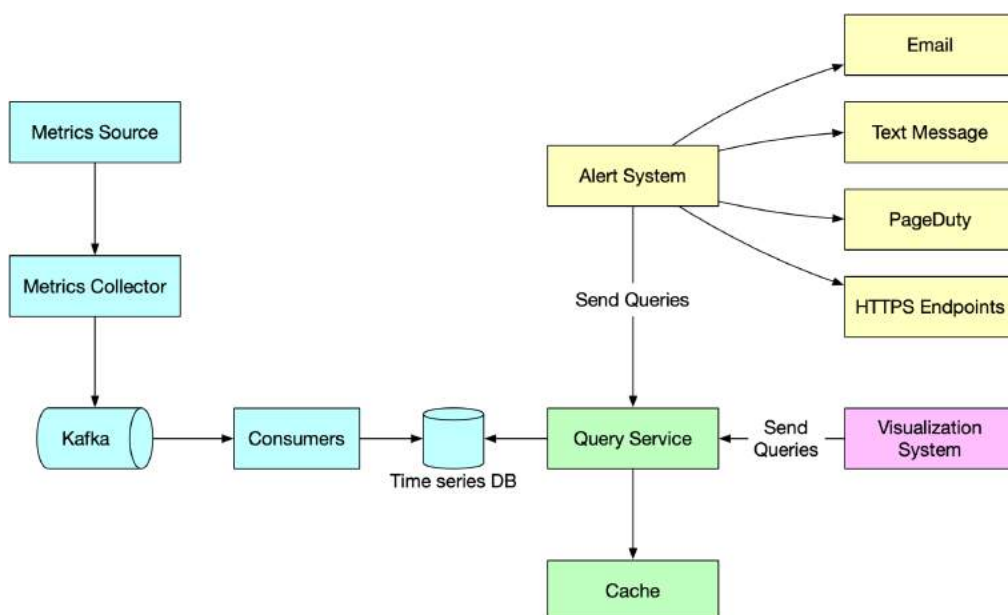 Email
Metrics Source
Text Message
Alert System
PageDuty
Metrics Collector
Send Queries
HTTPS Endpoints
Kafka
Consumers
Time series DB
Query Service
Send
Queries
Visualization
System
Cache